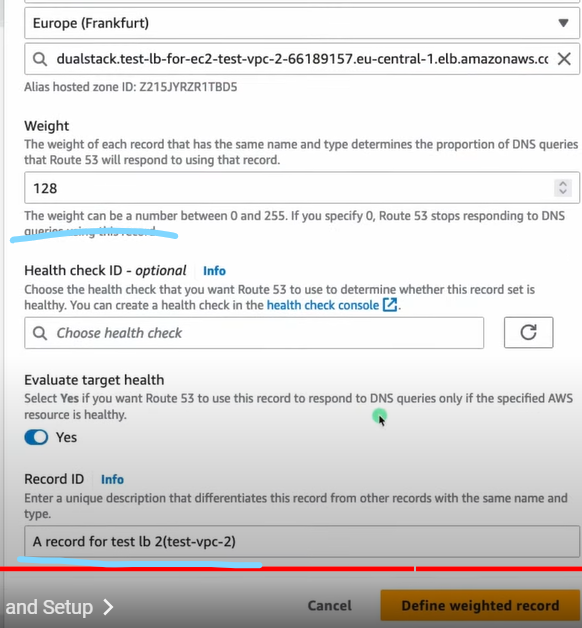 Europe (Frankfurt)
dualstack.test-lb-for-ec2-test-vpc-2-66189157.eu-central-1.elb.amazonaws.cc
Alias hosted zone ID: Z215JYRZR1TBD5
Weight
The weight of each record that has the same name and type determines the proportion of DNS queries
that Route 53 will respond to using that record.
128
The weight can be a number between 0 and 255. If you specify 0, Route 53 stops responding to DNS
queries using this record.
Health check ID - optional Info
Choose the health check that you want Route 53 to use to determine whether this record set is
healthy. You can create a health check in the health check console.
Choose health check
Evaluate target health
Select Yes if you want Route 53 to use this record to respond to DNS queries only if the specified AWS
resource is healthy.
Yes
Record ID Info
Enter a unique description that differentiates this record from other records with the same name and
type.
A record for test lb 2(test-vpc-2)
and Setup
Cancel Define weighted record